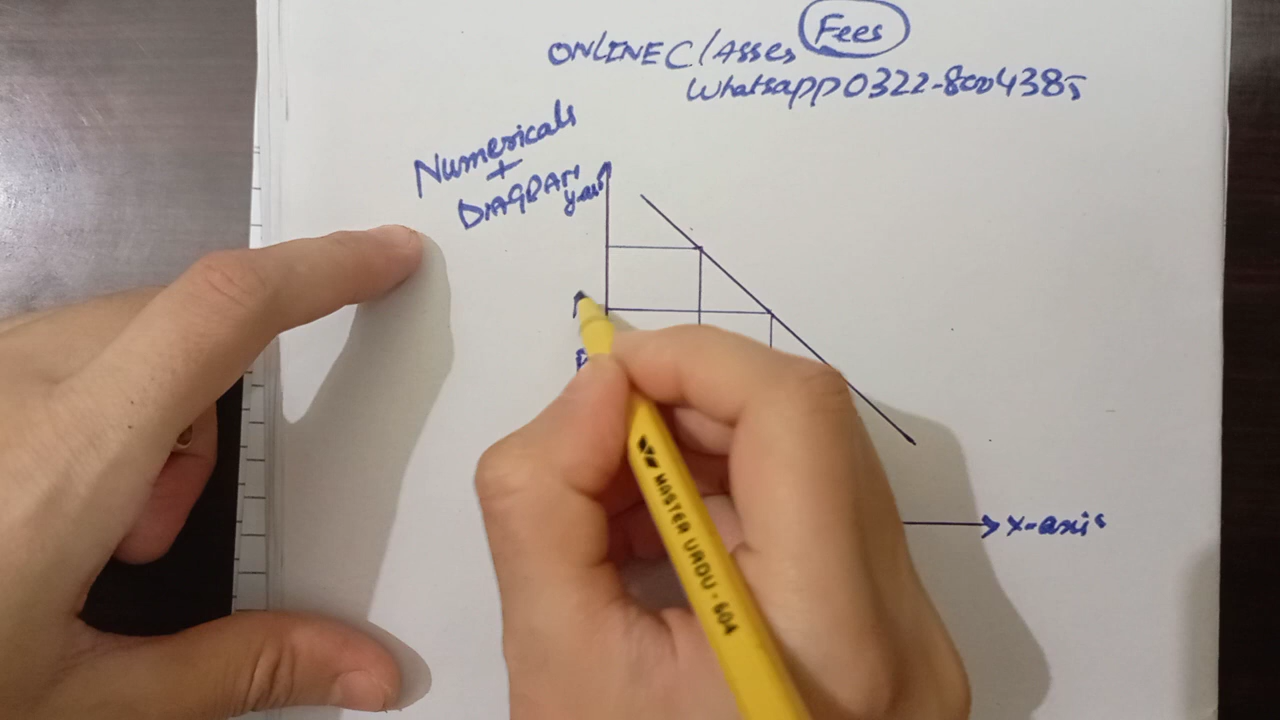 ONLINE Classes Fees
Whatsapp 0322-8004385
Numericals
+
DIAGRAM
y-axis
P
x-axis
MASTER URDU - 604